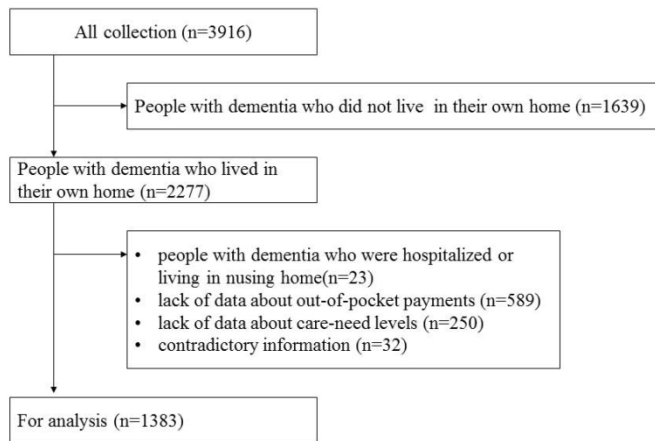 All collection (n=3916)
People with dementia who did not live in their own home (n=1639)
People with dementia who lived in
their own home (n=2277)
• people with dementia who were hospitalized or
living in nusing home(n=23)
• lack of data about out-of-pocket payments (n=589)
• lack of data about care-need levels (n=250)
• contradictory information (n=32)
For analysis (n=1383)